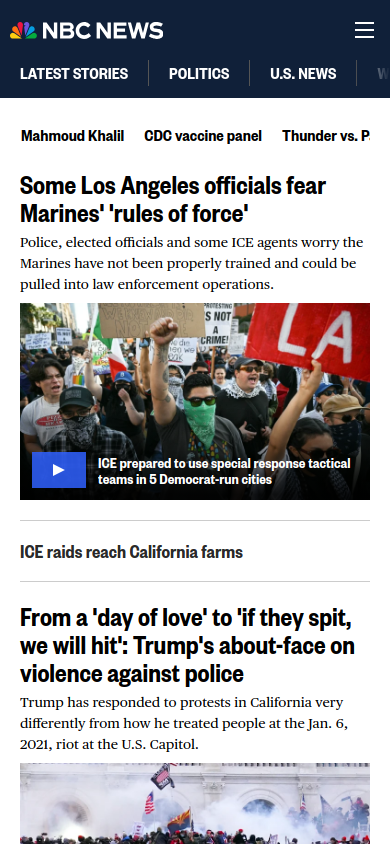 NBC NEWS
LATEST STORIES
POLITICS
U.S. NEWS
Mahmoud Khalil
CDC vaccine panel
Thunder vs. P
Some Los Angeles officials fear
Marines' 'rules of force'
Police, elected officials and some ICE agents worry the
Marines have not been properly trained and could be
pulled into law enforcement operations.
PROTESTING
IS NOT
A
CRIME!
LA
ICE prepared to use special response tactical
teams in 5 Democrat-run cities
ICE raids reach California farms
From a 'day of love' to 'if they spit,
we will hit': Trump's about-face on
violence against police
Trump has responded to protests in California very
differently from how he treated people at the Jan. 6,
2021, riot at the U.S. Capitol.